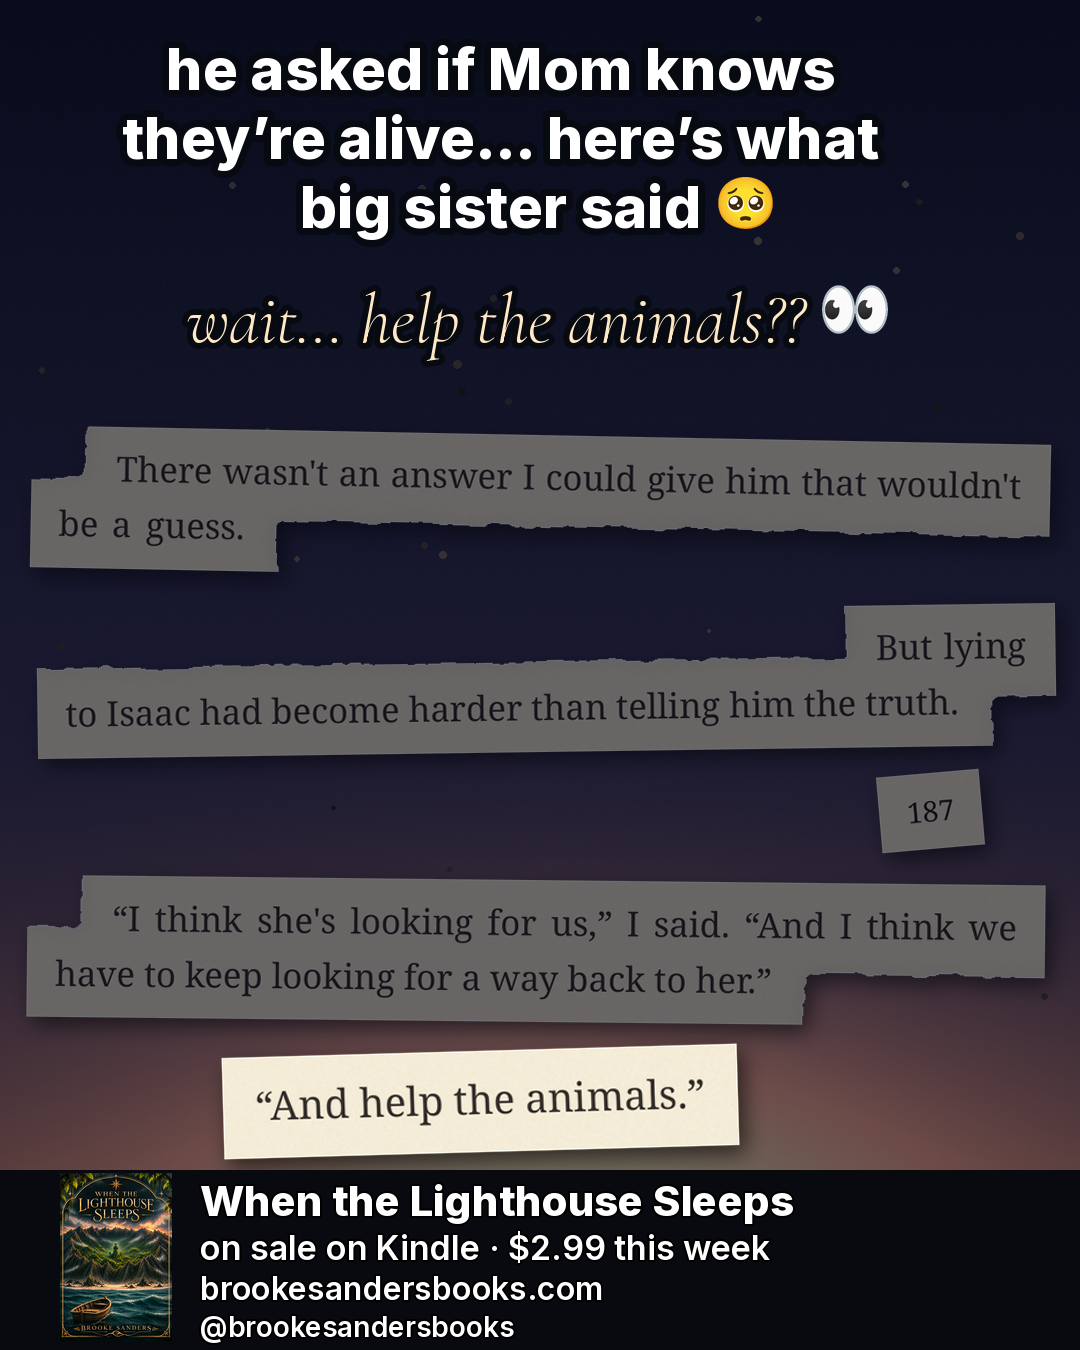 he asked if Mom knows
they’re alive... here’s what
big sister said 🥺
wait... help the animals?? 👀
There wasn't an answer I could give him that wouldn't
be a guess.
But lying
to Isaac had become harder than telling him the truth.
187
“I think she's looking for us,” I said. “And I think we
have to keep looking for a way back to her.”
“And help the animals.”
WHEN THE
LIGHTHOUSE
SLEEPS
BROOKE SANDERS
When the Lighthouse Sleeps
on sale on Kindle · $2.99 this week
brookesandersbooks.com
@brookesandersbooks